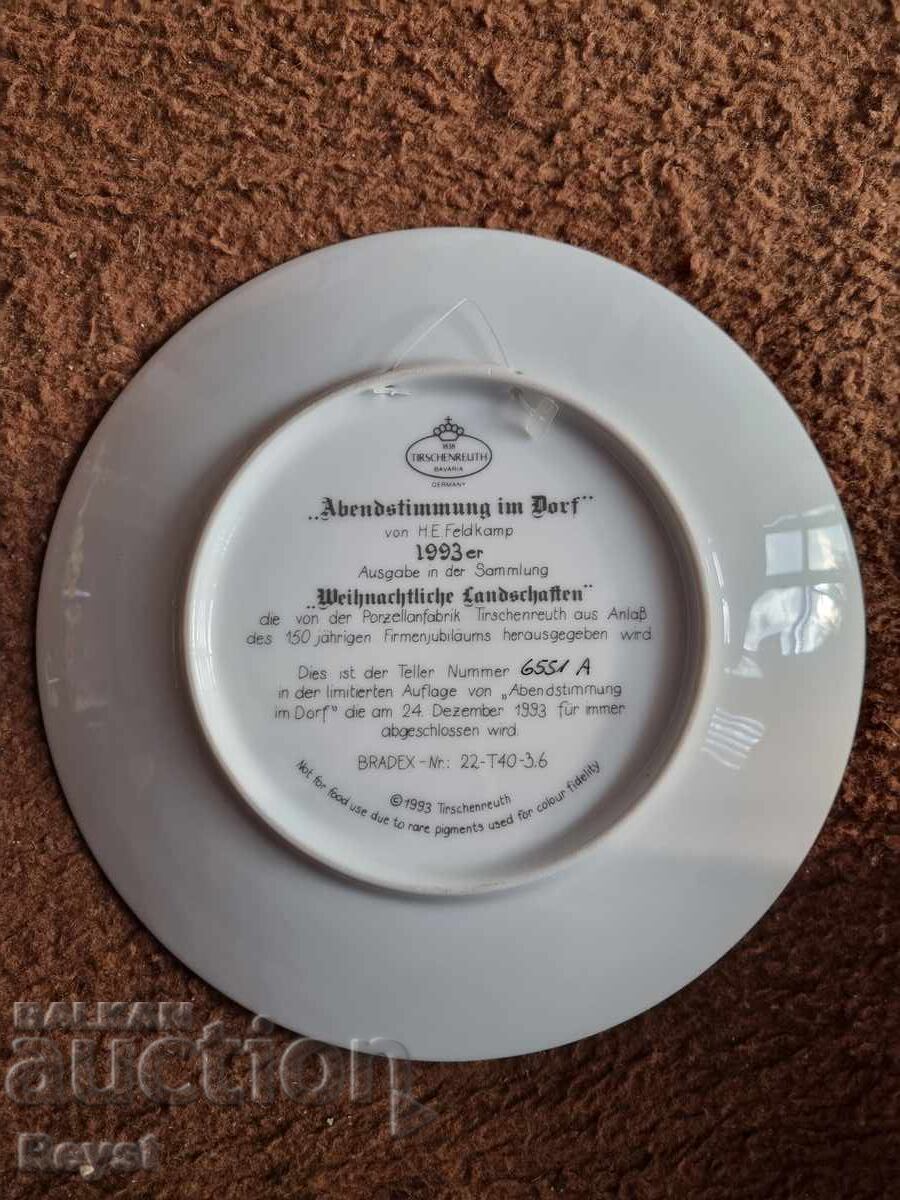 1838
TIRSCHENREUTH
BAVARIA
GERMANY
„Abendstimmung im Dorf"
von H.E.Feldkamp
1993er
Ausgabe in der Sammlung
„Weihnachtliche Landschaften"
die von der Porzellanfabrik Tirschenreuth aus Anlaß
des 150 jährigen Firmenjubiläums herausgegeben wird.
Dies ist der Teller Nummer 6551 A
in der limitierten Auflage von „Abendstimmung
im Dorf" die am 24. Dezember 1993 für immer
abgeschlossen wird.
BRADEX-Nr.: 22-T40-3.6
©1993 Tirschenreuth
Not for food use due to rare pigments used for colour fidelity
BALKAN
auction
Reyst